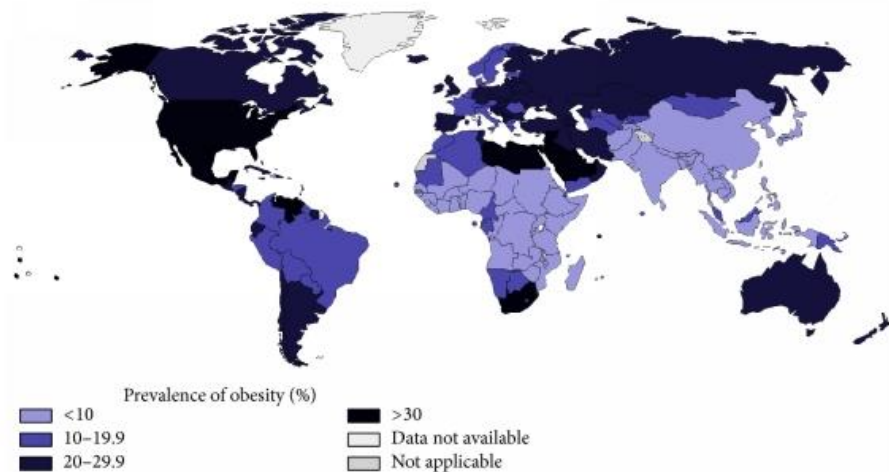 Prevalence of obesity (%)
<10
10–19.9
20–29.9
>30
Data not available
Not applicable